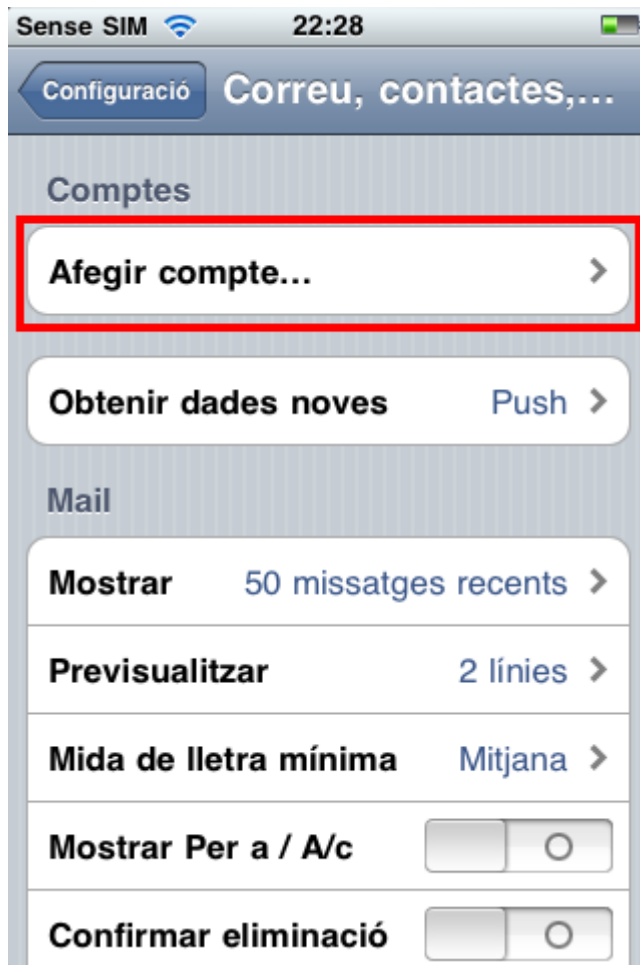 Sense SIM 22:28
Configuració Correu, contactes,...
Comptes
Afegir compte...
Obtenir dades noves Push
Mail
Mostrar 50 missatges recents
Previsualitzar 2 línies
Mida de lletra mínima Mitjana
Mostrar Per a / A/c
Confirmar eliminació